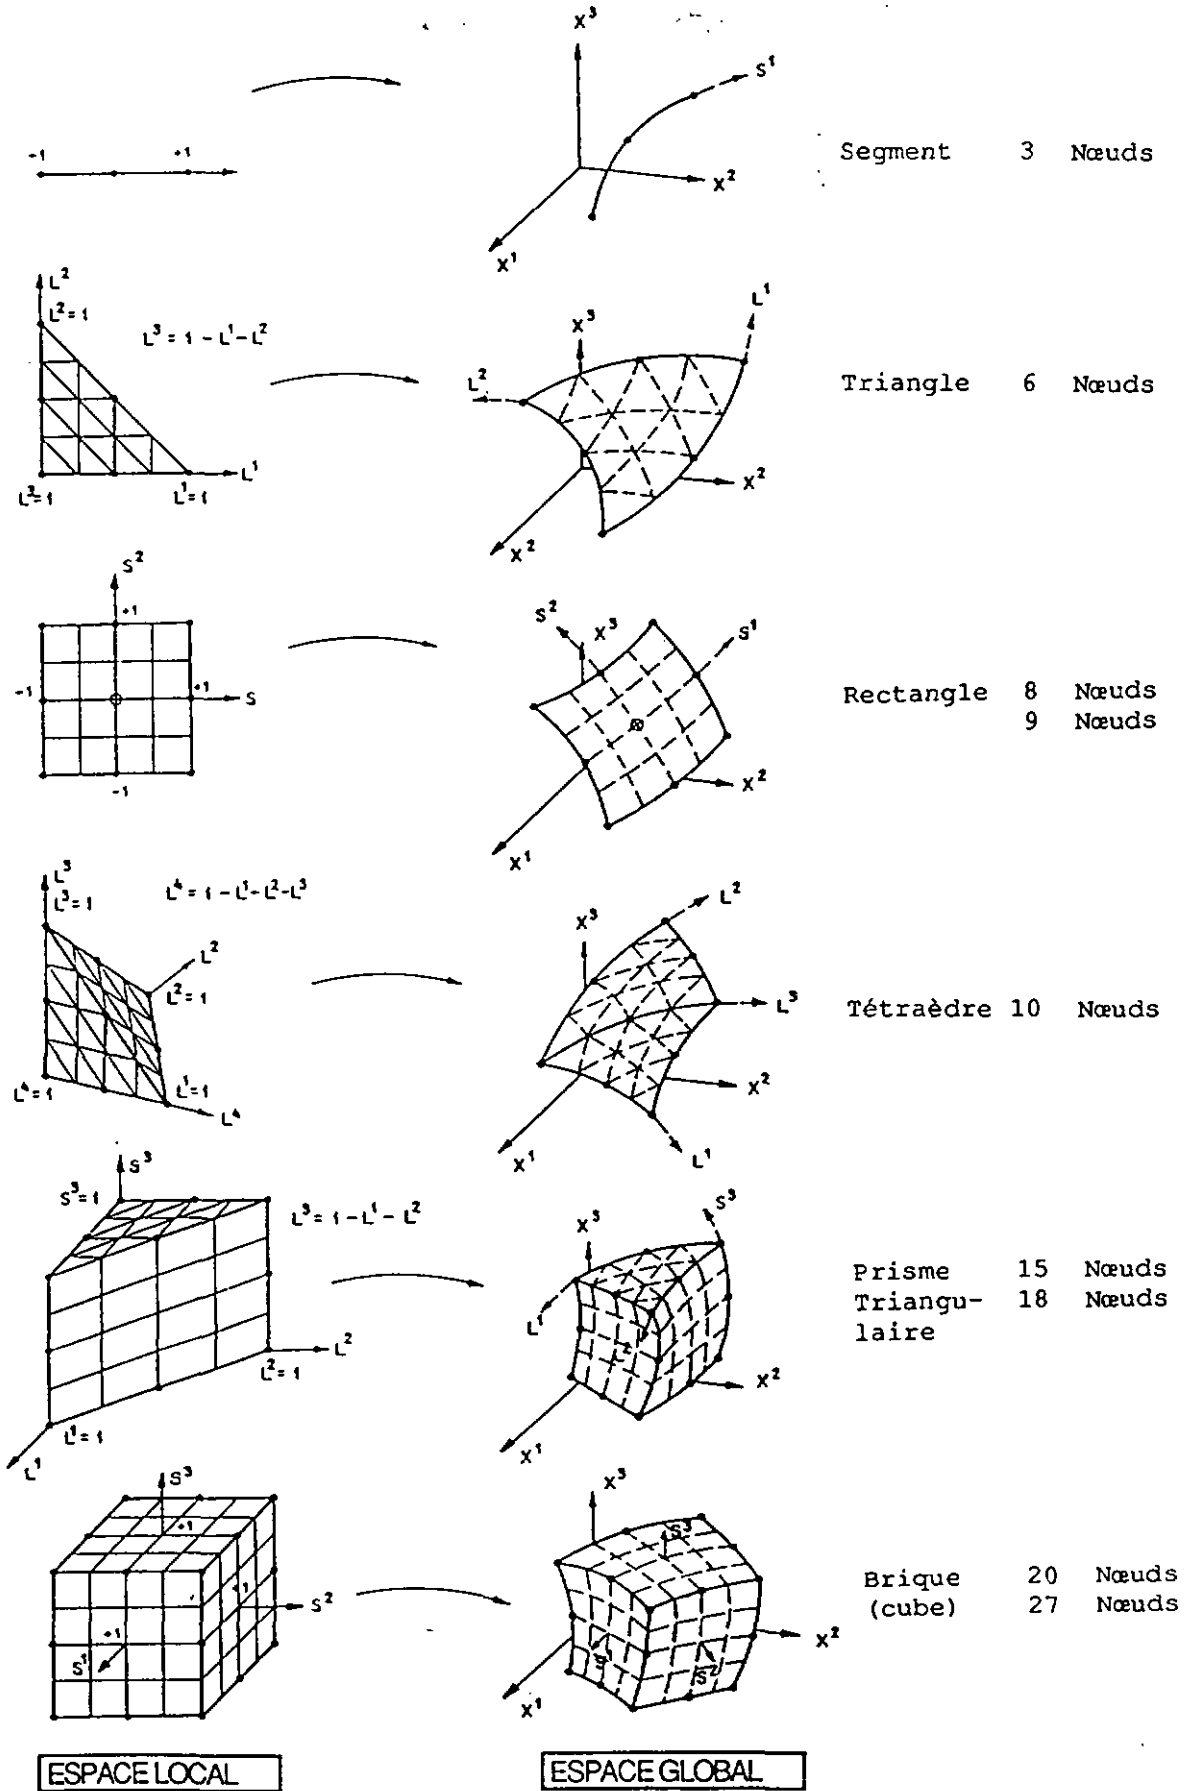 X³
S¹
-1 +1
X²
X¹
Segment 3 Nœuds
L²
L²=1
L³ = 1 - L¹ - L²
L³=1 L¹=1 L¹
L¹
X³
L²
X²
X²
Triangle 6 Nœuds
S²
+1
-1 +1 S
-1
S² X³ S¹
X²
X¹
Rectangle 8 Nœuds
9 Nœuds
L³
L³=1
L⁴ = 1 - L¹ - L² - L³
L²
L²=1
L⁴=1 L¹=1
L⁴
L²
X³
L³
X²
X¹
L¹
Tétraèdre 10 Nœuds
S³
S³=1
L³ = 1 - L¹ - L²
L²
L²=1
L¹=1
L¹
S³
X³
L¹
L²
X²
X¹
Prisme 15 Nœuds
Triangu- 18 Nœuds
laire
S³
+1
+1
S²
+1
S¹
X³
S³
X²
S¹
S²
X¹
Brique 20 Nœuds
(cube) 27 Nœuds
ESPACE LOCAL
ESPACE GLOBAL